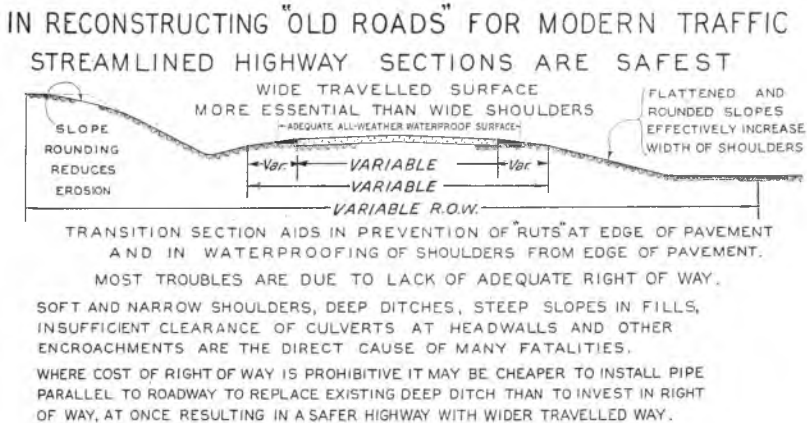 IN RECONSTRUCTING "OLD ROADS" FOR MODERN TRAFFIC
STREAMLINED HIGHWAY SECTIONS ARE SAFEST
WIDE TRAVELLED SURFACE
MORE ESSENTIAL THAN WIDE SHOULDERS
ADEQUATE ALL-WEATHER WATERPROOF SURFACE
SLOPE
ROUNDING
REDUCES
EROSION
FLATTENED AND
ROUNDED SLOPES
EFFECTIVELY INCREASE
WIDTH OF SHOULDERS
Var. VARIABLE Var.
VARIABLE
VARIABLE R.O.W.
TRANSITION SECTION AIDS IN PREVENTION OF "RUTS" AT EDGE OF PAVEMENT
AND IN WATERPROOFING OF SHOULDERS FROM EDGE OF PAVEMENT.
MOST TROUBLES ARE DUE TO LACK OF ADEQUATE RIGHT OF WAY.
SOFT AND NARROW SHOULDERS, DEEP DITCHES, STEEP SLOPES IN FILLS,
INSUFFICIENT CLEARANCE OF CULVERTS AT HEADWALLS AND OTHER
ENCROACHMENTS ARE THE DIRECT CAUSE OF MANY FATALITIES.
WHERE COST OF RIGHT OF WAY IS PROHIBITIVE IT MAY BE CHEAPER TO INSTALL PIPE
PARALLEL TO ROADWAY TO REPLACE EXISTING DEEP DITCH THAN TO INVEST IN RIGHT
OF WAY, AT ONCE RESULTING IN A SAFER HIGHWAY WITH WIDER TRAVELLED WAY.